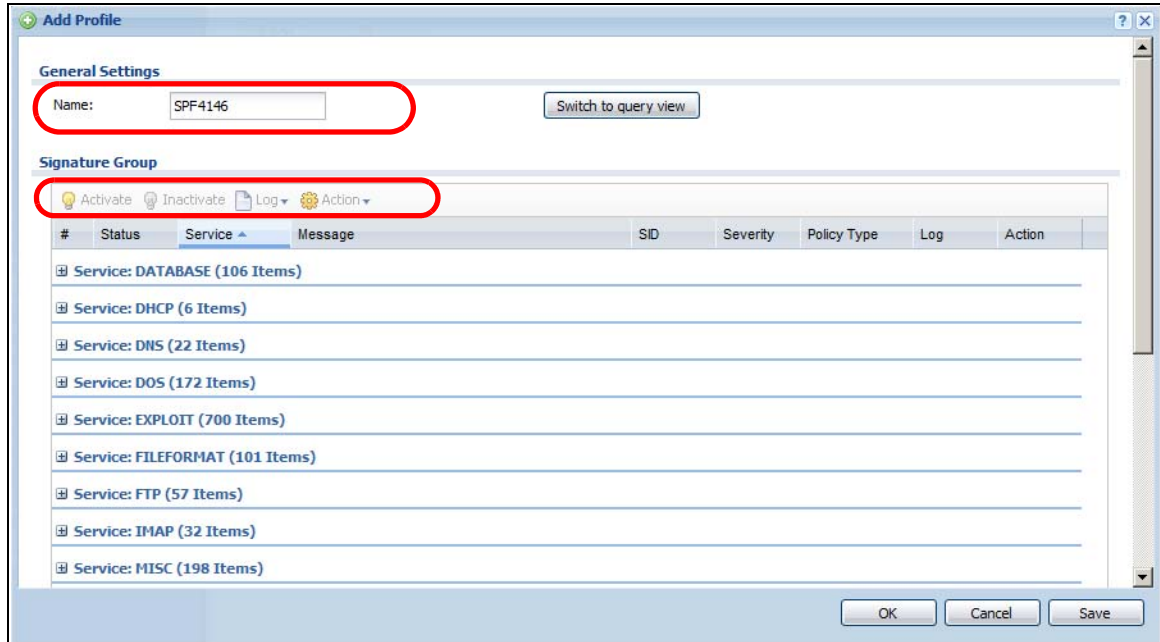 Add Profile
General Settings
Name: SPF4146 Switch to query view
Signature Group
Activate Inactivate Log Action
# Status Service Message SID Severity Policy Type Log Action
Service: DATABASE (106 Items)
Service: DHCP (6 Items)
Service: DNS (22 Items)
Service: DOS (172 Items)
Service: EXPLOIT (700 Items)
Service: FILEFORMAT (101 Items)
Service: FTP (57 Items)
Service: IMAP (32 Items)
Service: MISC (198 Items)
OK Cancel Save